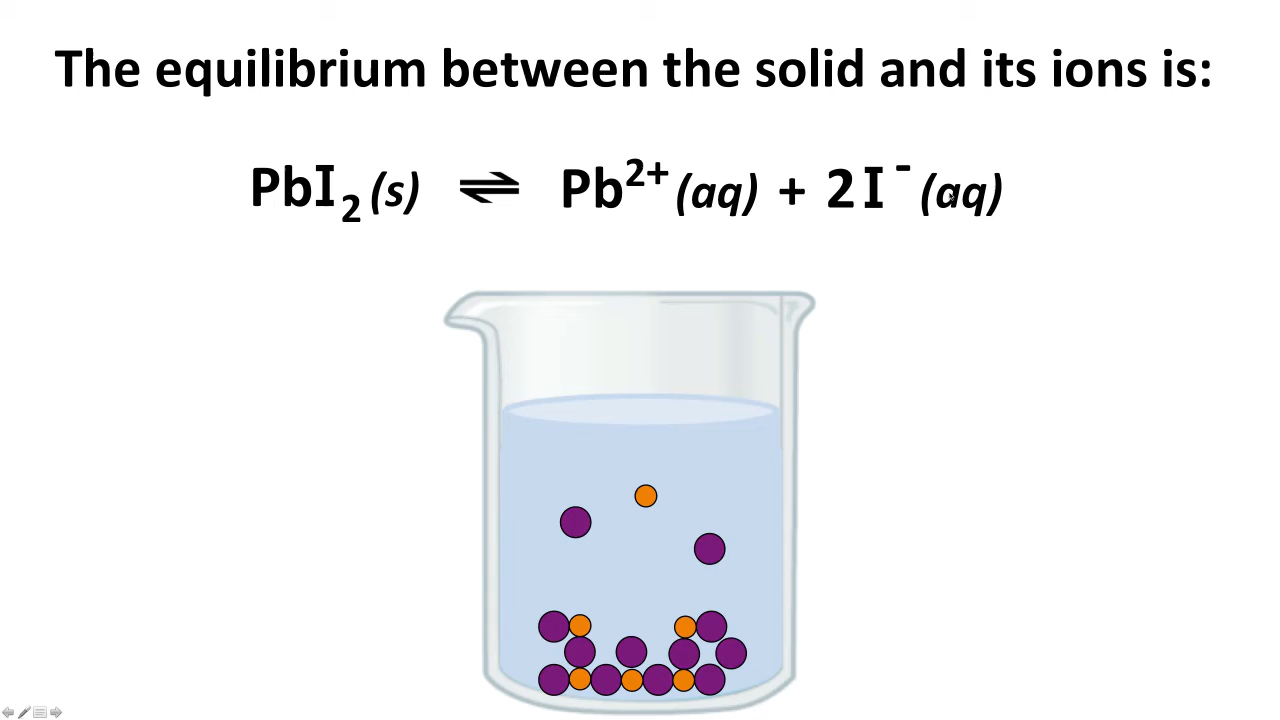 The equilibrium between the solid and its ions is:
PbI₂ (s) ⇌ Pb²⁺ (aq) + 2I⁻ (aq)